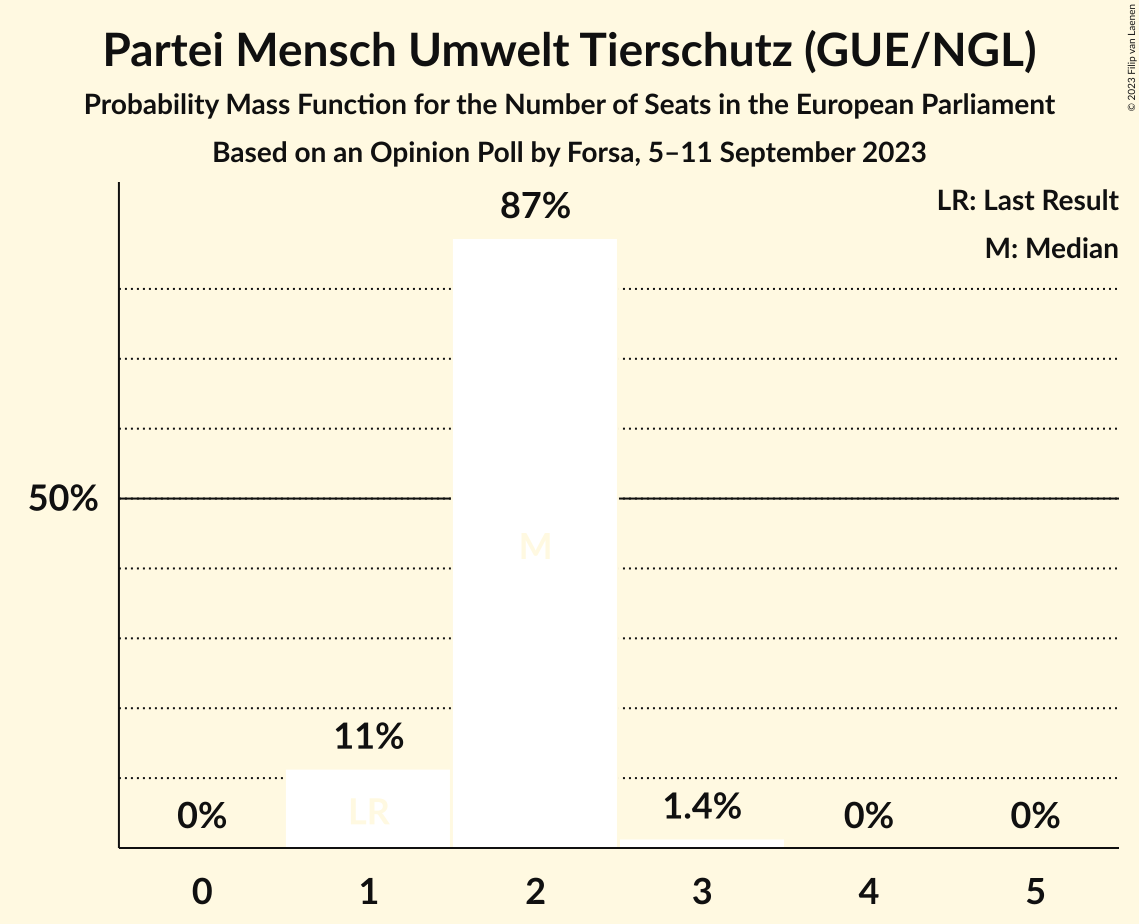 Partei Mensch Umwelt Tierschutz (GUE/NGL)
Probability Mass Function for the Number of Seats in the European Parliament
Based on an Opinion Poll by Forsa, 5–11 September 2023
© 2023 Filip van Laenen
LR: Last Result
M: Median
87%
50%
M
11%
LR
0%
1.4%
0%
0%
0 1 2 3 4 5